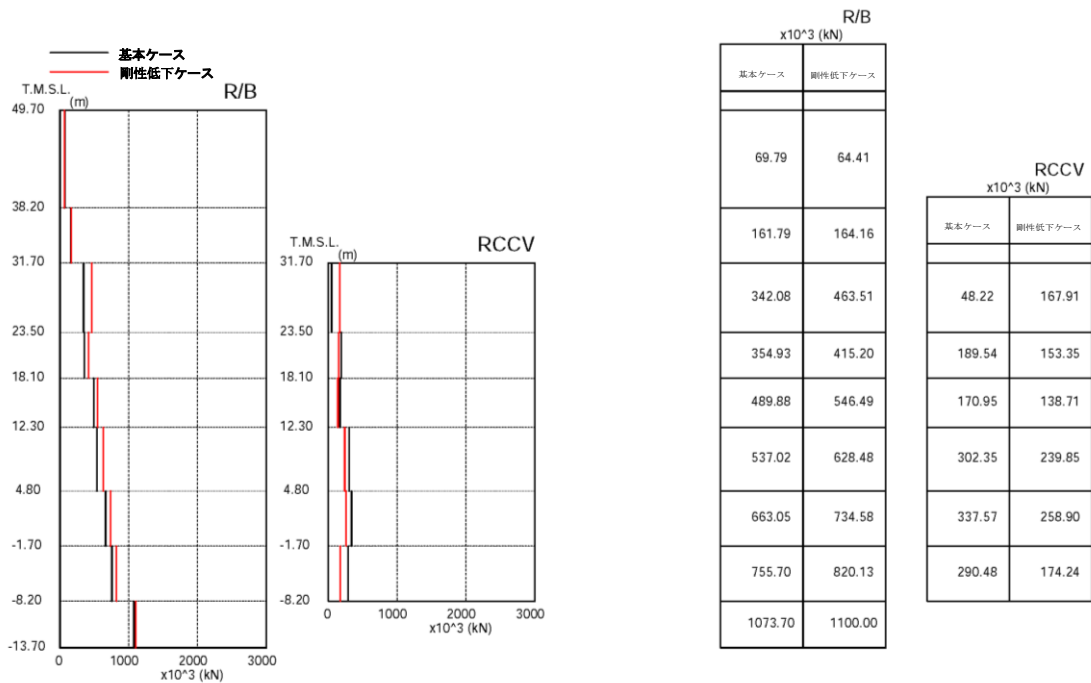 基本ケース
剛性低下ケース
T.M.S.L.
(m)
R/B
49.70
38.20
31.70
23.50
18.10
12.30
4.80
-1.70
-8.20
-13.70
0 1000 2000 3000
x10^3 (kN)
T.M.S.L.
(m)
RCCV
31.70
23.50
18.10
12.30
4.80
-1.70
-8.20
0 1000 2000 3000
x10^3 (kN)
R/B
x10^3 (kN)
基本ケース 剛性低下ケース
69.79 64.41
161.79 164.16
342.08 463.51
354.93 415.20
489.88 546.49
537.02 628.48
663.05 734.58
755.70 820.13
1073.70 1100.00
RCCV
x10^3 (kN)
基本ケース 剛性低下ケース
48.22 167.91
189.54 153.35
170.95 138.71
302.35 239.85
337.57 258.90
290.48 174.24